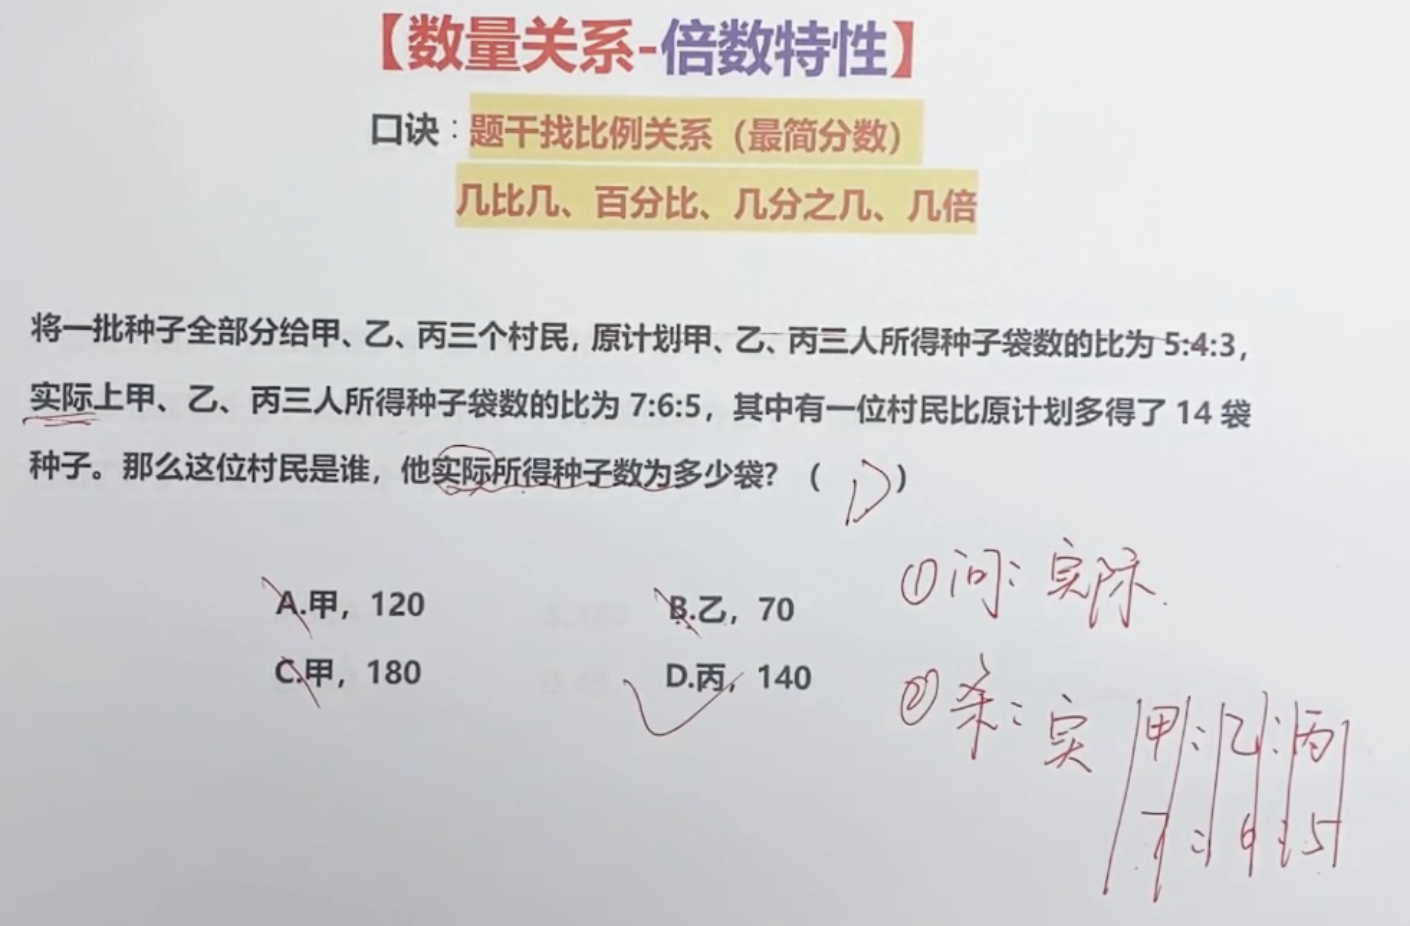 【数量关系-倍数特性】
口诀：题干找比例关系（最简分数）
几比几、百分比、几分之几、几倍
将一批种子全部分给甲、乙、丙三个村民，原计划甲、乙、丙三人所得种子袋数的比为 5:4:3，
实际上甲、乙、丙三人所得种子袋数的比为 7:6:5，其中有一位村民比原计划多得了 14 袋
种子。那么这位村民是谁，他实际所得种子数为多少袋？（ D ）
A.甲，120 B.乙，70
C.甲，180 D.丙，140
①问：实际.
②杀：实 甲：乙：丙
7：6：5